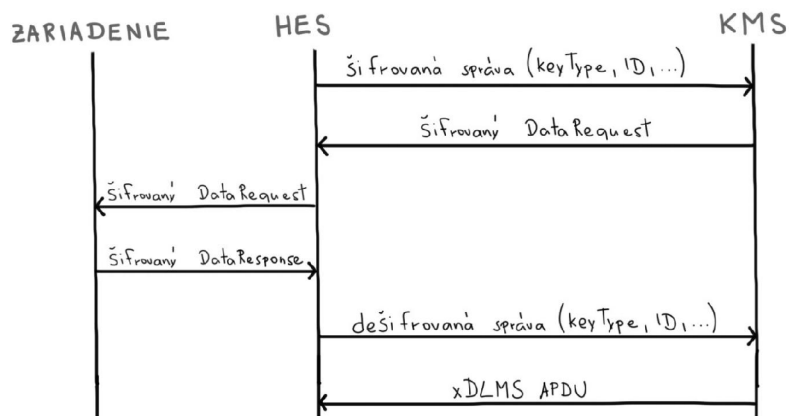 ZARIADENIE
HES
KMS
šifrovaná správa (keyType, ID, ...)
šifrovaný DataRequest
šifrovaný DataRequest
šifrovaný DataResponse
dešifrovaná správa (keyType, ID, ...)
xDLMS APDU